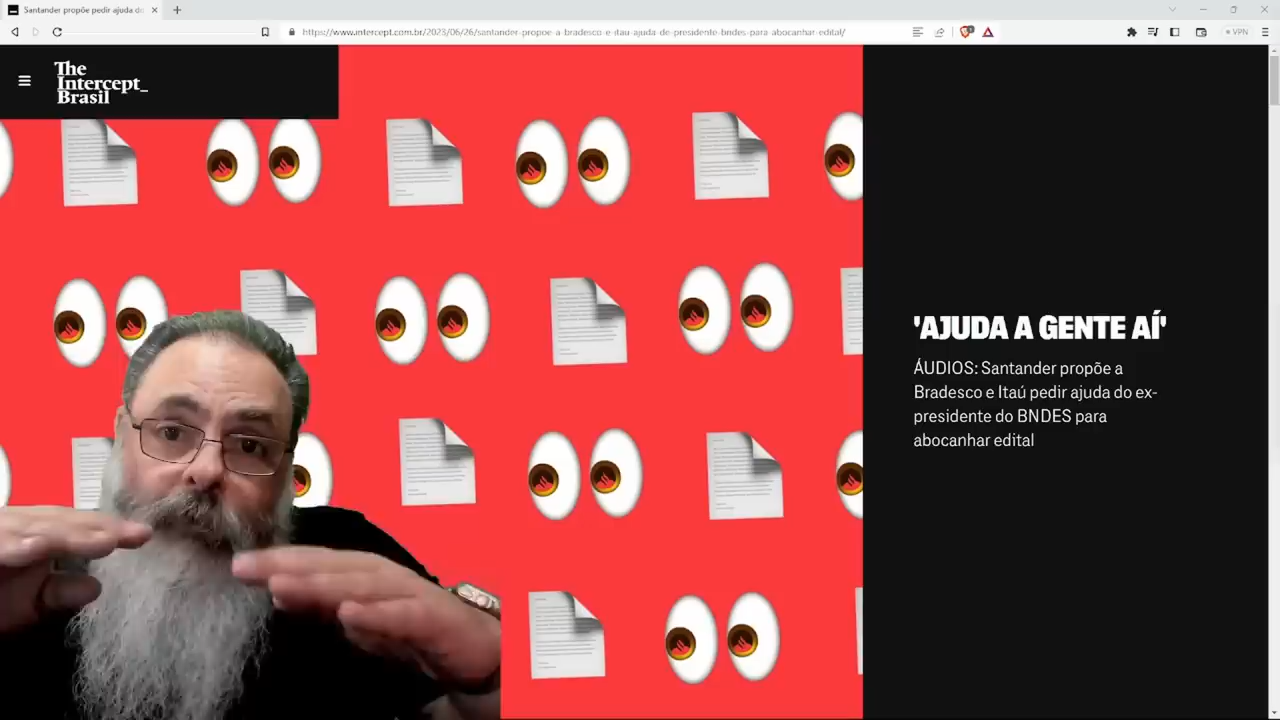 Santander propõe pedir ajuda do
https://www.intercept.com.br/2023/06/26/santander-propoe-a-bradesco-e-itau-ajuda-de-presidente-bndes-para-abocanhar-edital/
VPN
The
Intercept_
Brasil
'AJUDA A GENTE AÍ'
ÁUDIOS: Santander propõe a
Bradesco e Itaú pedir ajuda do ex-
presidente do BNDES para
abocanhar edital